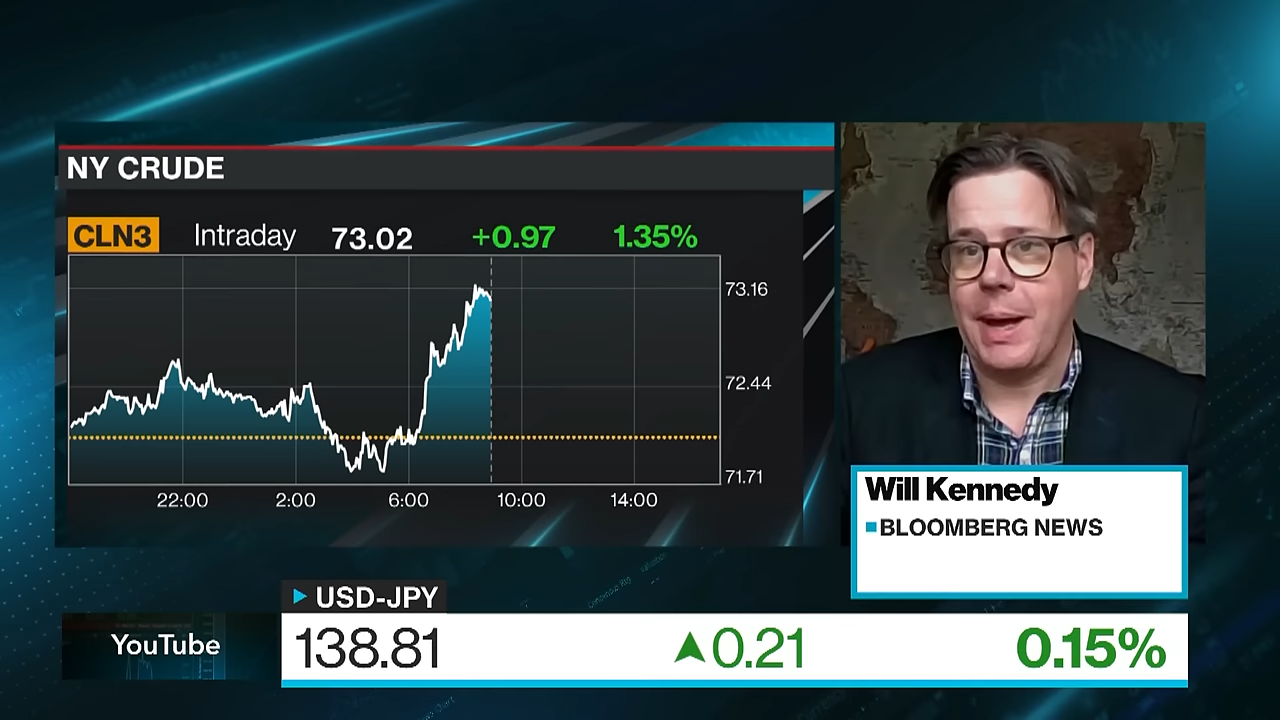 NY CRUDE
CLN3 Intraday 73.02 +0.97 1.35%
73.16
72.44
71.71
22:00 2:00 6:00 10:00 14:00
Will Kennedy
BLOOMBERG NEWS
USD-JPY
YouTube 138.81 ▲0.21 0.15%